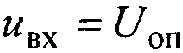 uвх = Uоп